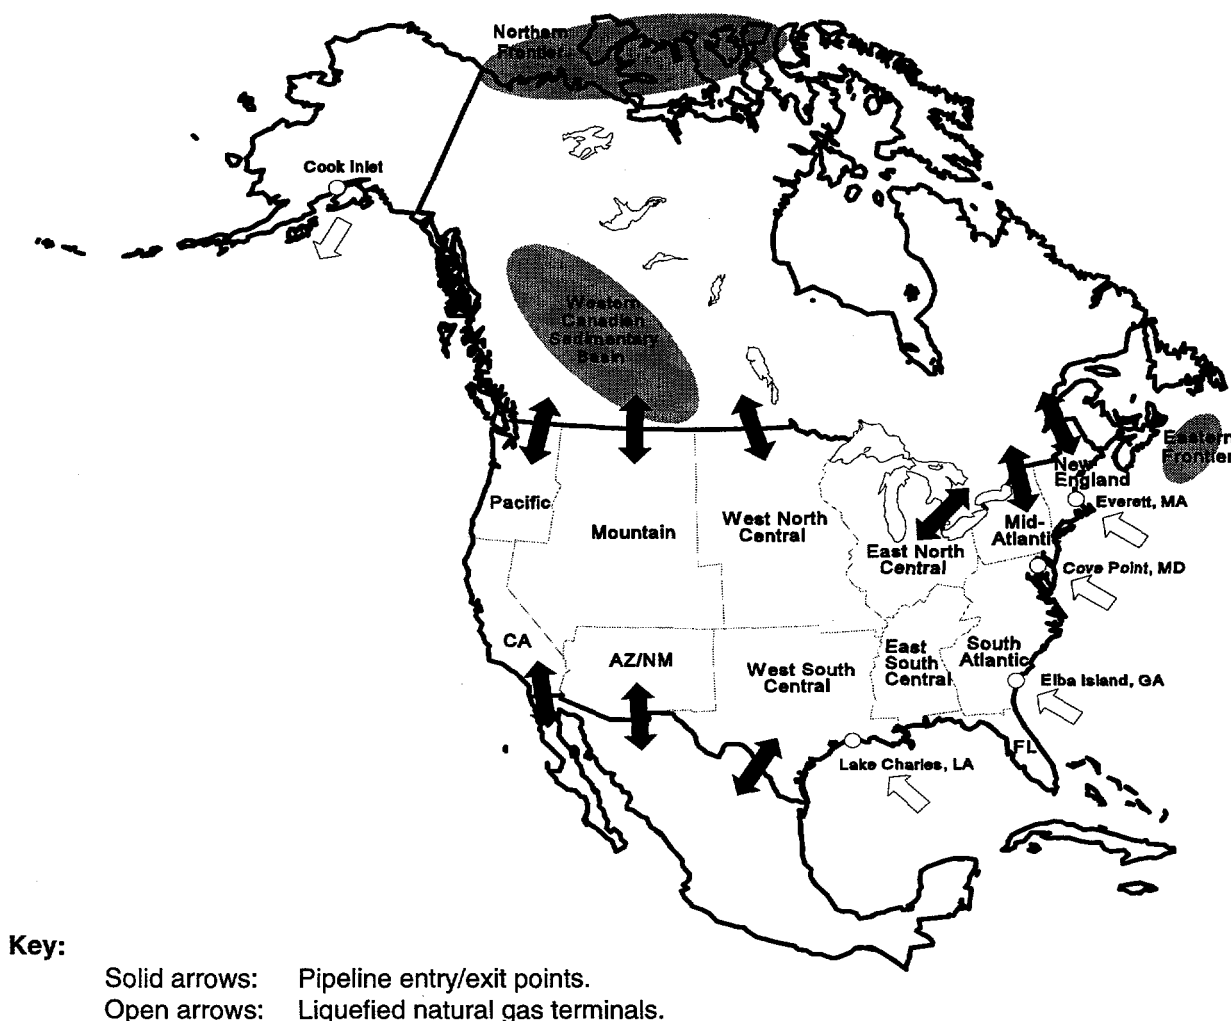 Northern
Frontier
Cook Inlet
Western
Canadian
Sedimentary
Basin
Eastern
Frontier
New
England
Everett, MA
Pacific
Mountain
West North
Central
East North
Central
Mid-
Atlanti
Cove Point, MD
CA
AZ/NM
West South
Central
East
South
Central
South
Atlantic
Elba Island, GA
FL
Lake Charles, LA
Key:
Solid arrows: Pipeline entry/exit points.
Open arrows: Liquefied natural gas terminals.